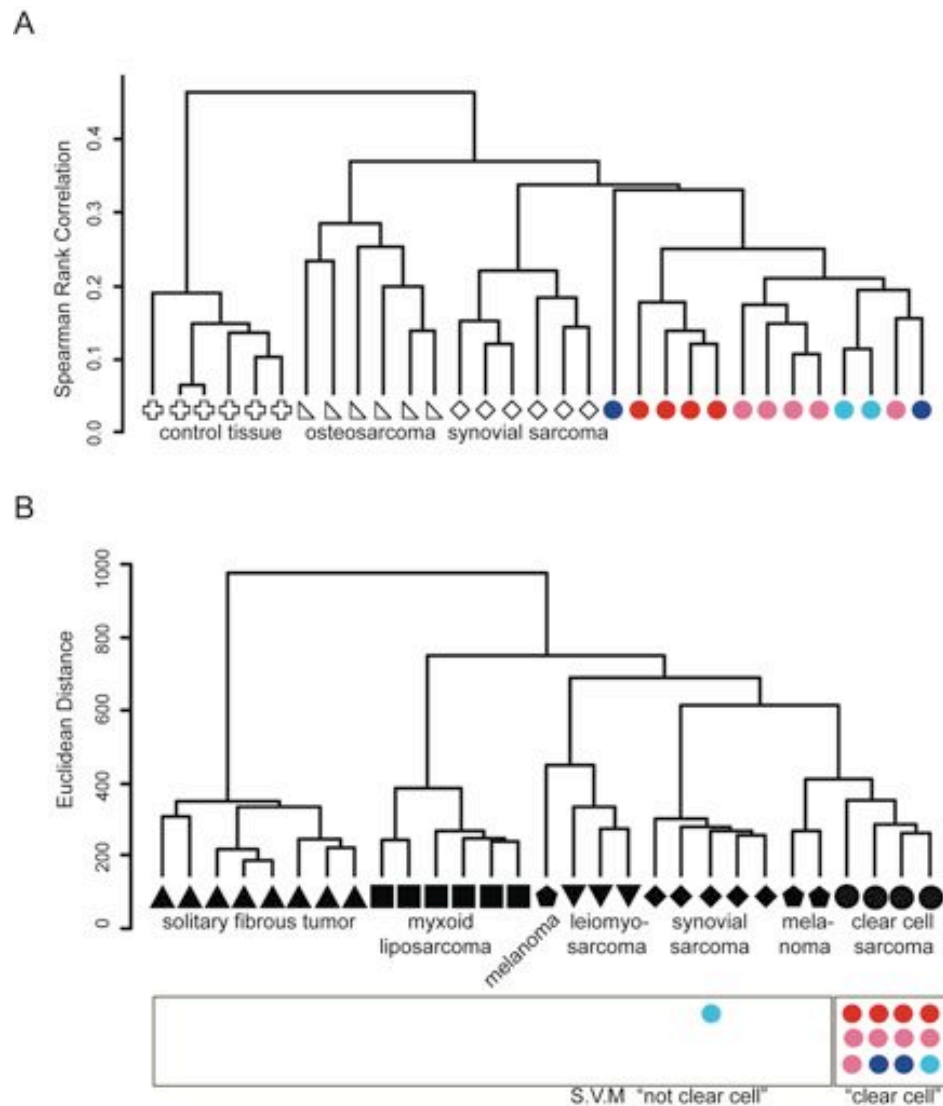 A
Spearman Rank Correlation
0.4
0.3
0.2
0.1
0.0
control tissue
osteosarcoma
synovial sarcoma
B
Euclidean Distance
1000
800
600
400
200
0
solitary fibrous tumor
myxoid
liposarcoma
melanoma
leiomyo-
sarcoma
synovial
sarcoma
mela-
noma
clear cell
sarcoma
S.V.M "not clear cell"
"clear cell"